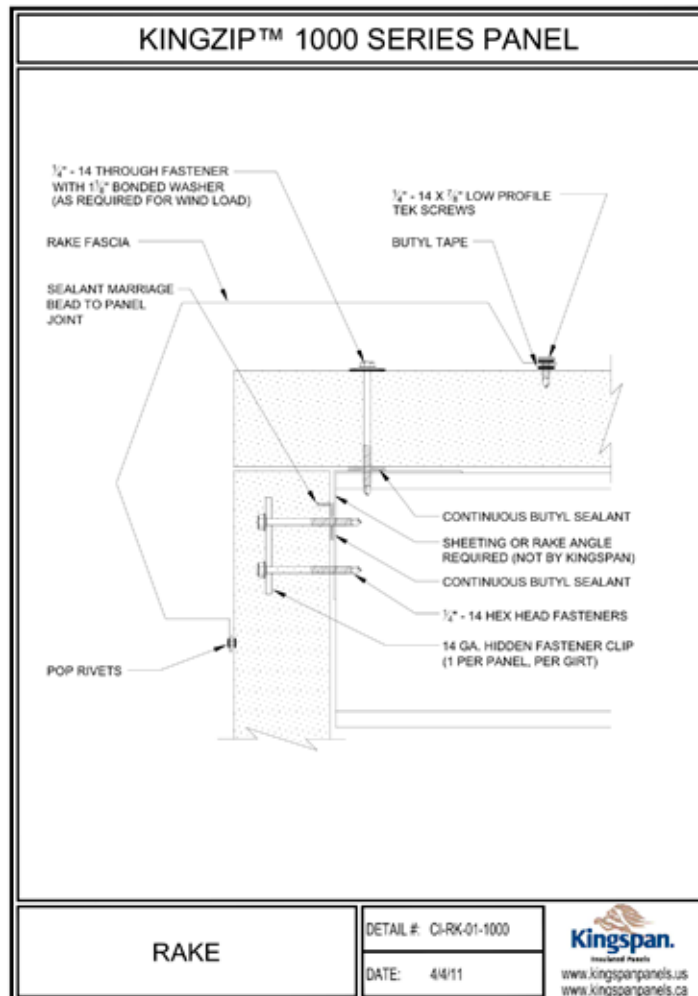 KINGZIP™ 1000 SERIES PANEL
1/4" - 14 THROUGH FASTENER
WITH 1 1/8" BONDED WASHER
(AS REQUIRED FOR WIND LOAD)
RAKE FASCIA
SEALANT MARRIAGE
BEAD TO PANEL
JOINT
1/4" - 14 X 7/8" LOW PROFILE
TEK SCREWS
BUTYL TAPE
CONTINUOUS BUTYL SEALANT
SHEETING OR RAKE ANGLE
REQUIRED (NOT BY KINGSPAN)
CONTINUOUS BUTYL SEALANT
1/4" - 14 HEX HEAD FASTENERS
14 GA. HIDDEN FASTENER CLIP
(1 PER PANEL, PER GIRT)
POP RIVETS
RAKE
DETAIL #: CI-RK-01-1000
DATE: 4/4/11
Kingspan.
Insulated Panels
www.kingspanpanels.us
www.kingspanpanels.ca